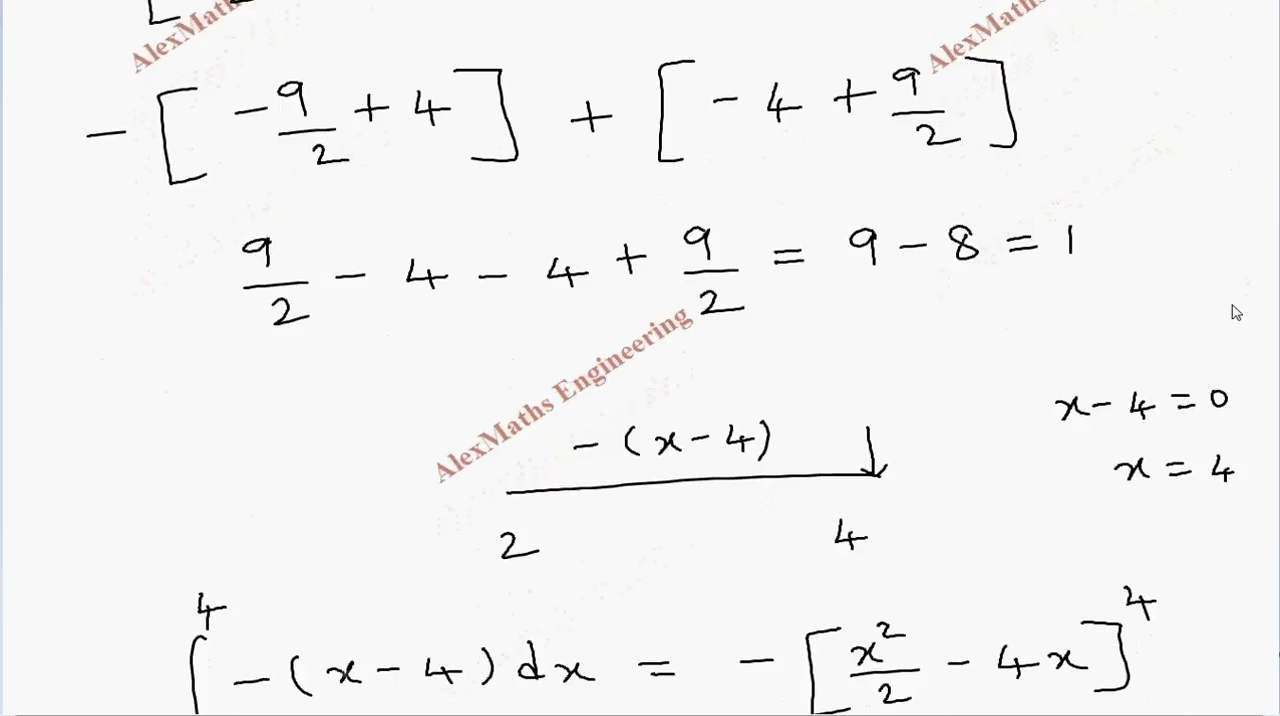 AlexMaths
AlexMaths
- [ -9/2 + 4 ] + [ -4 + 9/2 ]
9/2 - 4 - 4 + 9/2 = 9 - 8 = 1
AlexMaths Engineering
x - 4 = 0
- (x - 4) ↓
x = 4
2 4
∫^4 - (x - 4) dx = - [ x²/2 - 4x ]^4